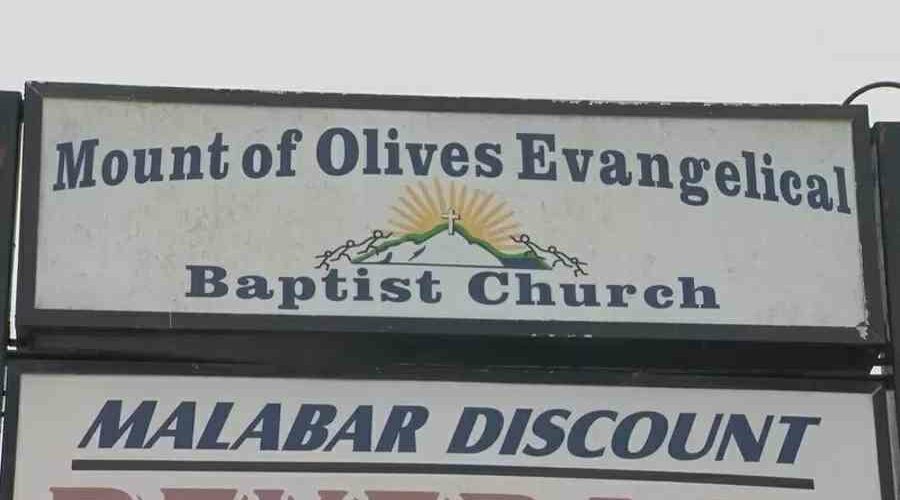 Mount of Olives Evangelical
Baptist Church
MALABAR DISCOUNT